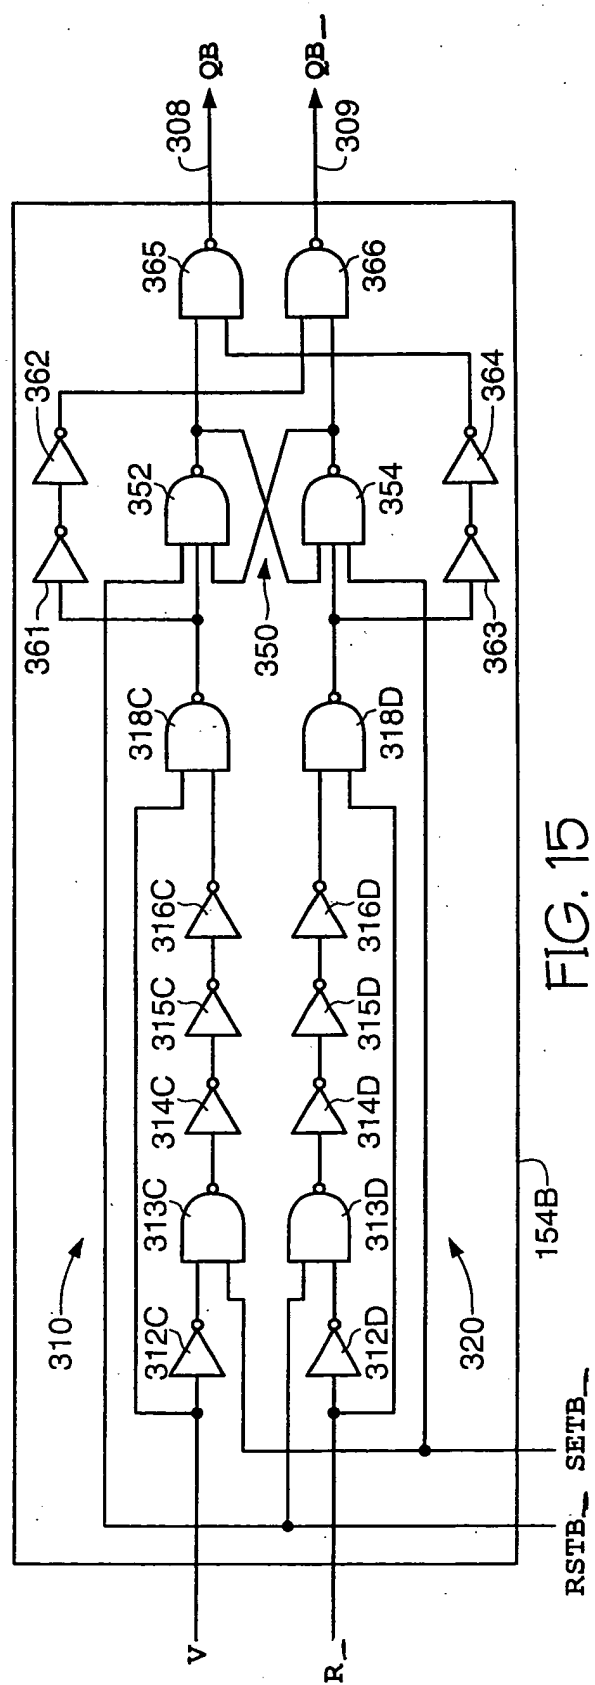 308
QB
QB_
309
362
365
366
364
361
352
354
363
350
318C
318D
316C
316D
315C
315D
314C
314D
313C
313D
310
312C
312D
320
154B
V
R_
RSTB_
SETB_
FIG. 15